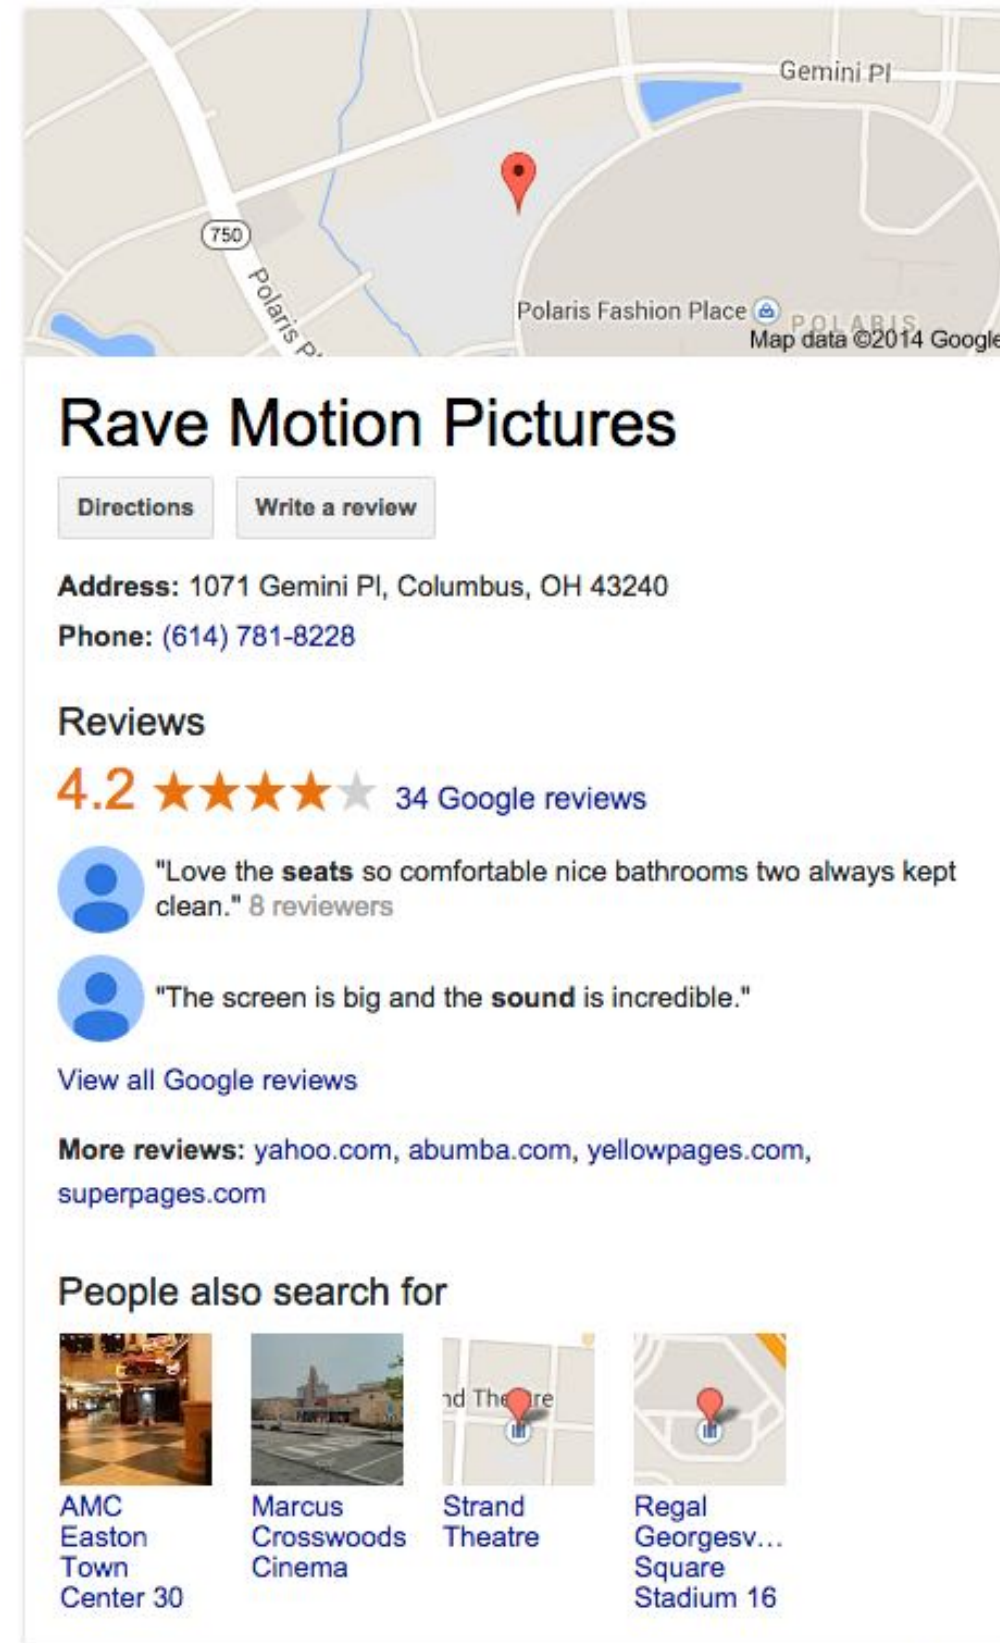 Gemini Pl
750
Polaris P
Polaris Fashion Place
POLARIS
Map data ©2014 Google
Rave Motion Pictures
Directions
Write a review
Address: 1071 Gemini Pl, Columbus, OH 43240
Phone: (614) 781-8228
Reviews
4.2
34 Google reviews
"Love the seats so comfortable nice bathrooms two always kept
clean." 8 reviewers
"The screen is big and the sound is incredible."
View all Google reviews
More reviews: yahoo.com, abumba.com, yellowpages.com,
superpages.com
People also search for
nd The re
AMC
Easton
Town
Center 30
Marcus
Crosswoods
Cinema
Strand
Theatre
Regal
Georgesv...
Square
Stadium 16